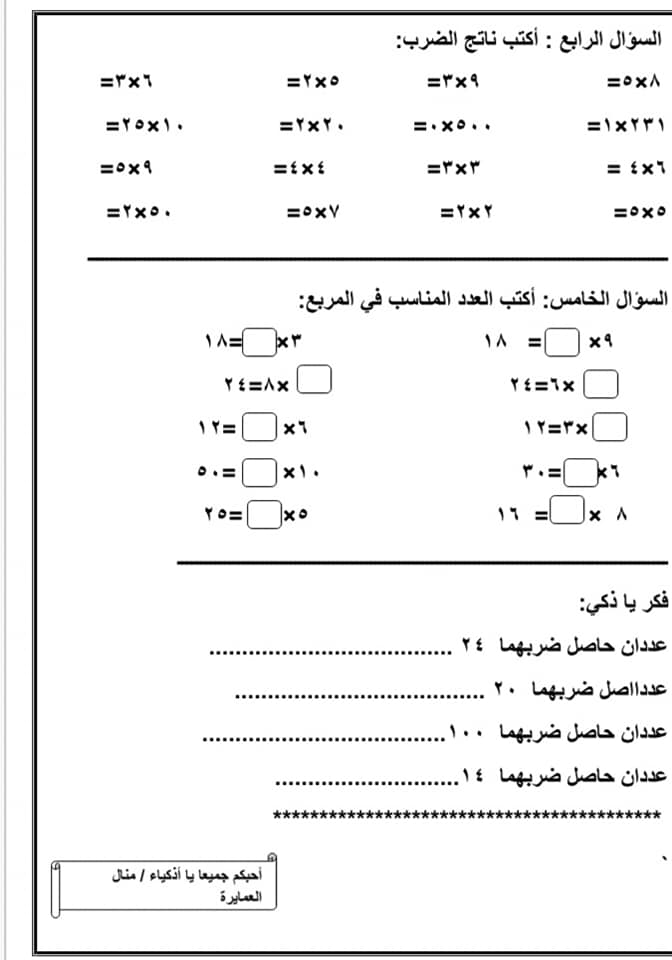 السؤال الرابع : أكتب ناتج الضرب:
٨×٥= ٩×٣= ٥×٢= ٦×٣=
٢٣١×١= ٥٠٠×٠= ٢٠×٢= ١٠×٢٥=
٦×٤ = ٣×٣= ٤×٤= ٩×٥=
٥×٥= ٢×٢= ٧×٥= ٥٠×٢=
السؤال الخامس: أكتب العدد المناسب في المربع:
٩× □ = ١٨ ٣×□=١٨
□ ×٦=٢٤ □ ×٨=٢٤
□×٣=١٢ ٦× □ =١٢
٦×□=٣٠ ١٠× □ =٥٠
٨ ×□ = ١٦ ٥×□=٢٥
فكر يا ذكي:
عددان حاصل ضربهما ٢٤ .....................................
عدداصل ضربهما ٢٠ ......................................
عددان حاصل ضربهما ١٠٠.....................................
عددان حاصل ضربهما ١٤............................
******************************************
أحبكم جميعا يا أذكياء / منال
العمايرة